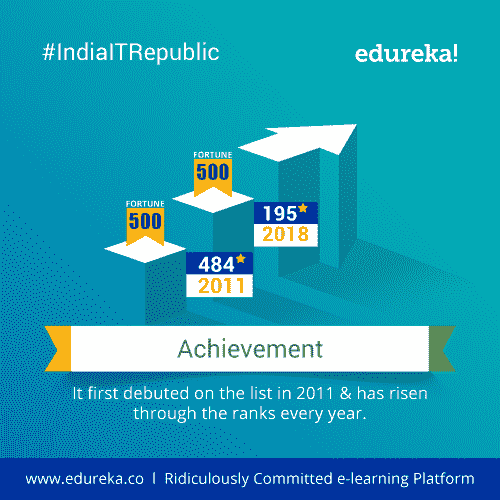 #IndiaITRepublic
edureka!
FORTUNE
500
195
2018
FORTUNE
500
484
2011
Achievement
It first debuted on the list in 2011 & has risen
through the ranks every year.
www.edureka.co | Ridiculously Committed e-learning Platform